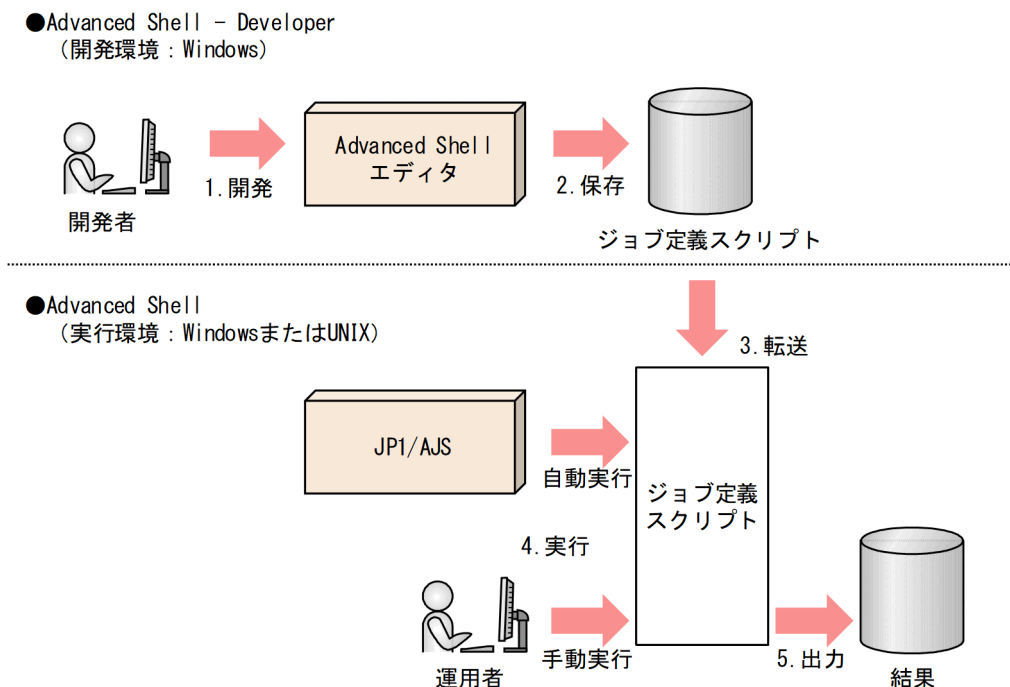 ●Advanced Shell - Developer
（開発環境：Windows）
Advanced Shell
エディタ
1.開発
2.保存
開発者
ジョブ定義スクリプト
●Advanced Shell
（実行環境：WindowsまたはUNIX）
3.転送
JP1/AJS
自動実行
ジョブ定義
スクリプト
4.実行
手動実行
5.出力
運用者
結果